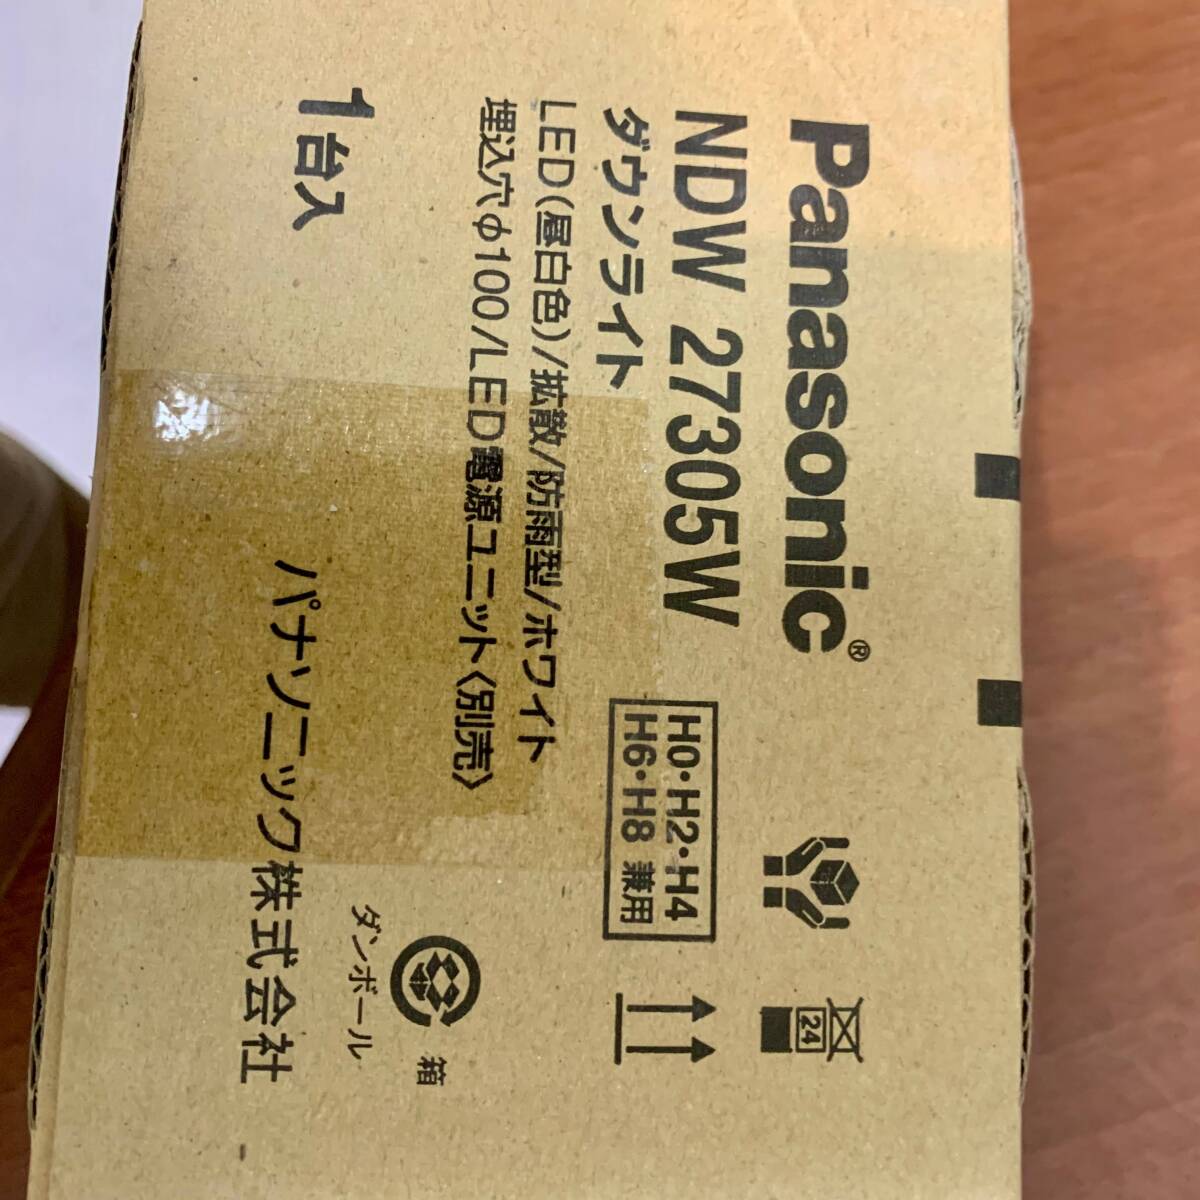 Panasonic®
NDW 27305W
ダウンライト
LED(昼白色)/拡散/防雨型/ホワイト
埋込穴φ100/LED電源ユニット〈別売〉
H0・H2・H4
H6・H8 兼用
24
1台入
箱
ダンボール
パナソニック株式会社